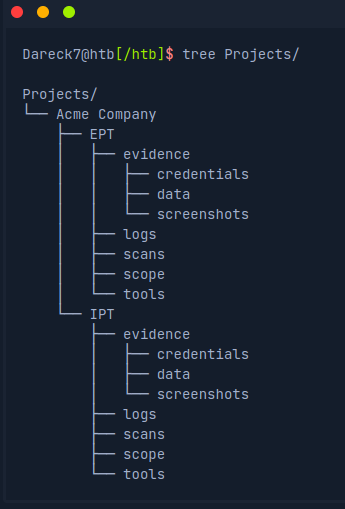 Dareck7@htb[/htb]$ tree Projects/

Projects/
└── Acme Company
    ├── EPT
    │   ├── evidence
    │   │   ├── credentials
    │   │   ├── data
    │   │   └── screenshots
    │   ├── logs
    │   ├── scans
    │   ├── scope
    │   └── tools
    └── IPT
        ├── evidence
        │   ├── credentials
        │   ├── data
        │   └── screenshots
        ├── logs
        ├── scans
        ├── scope
        └── tools